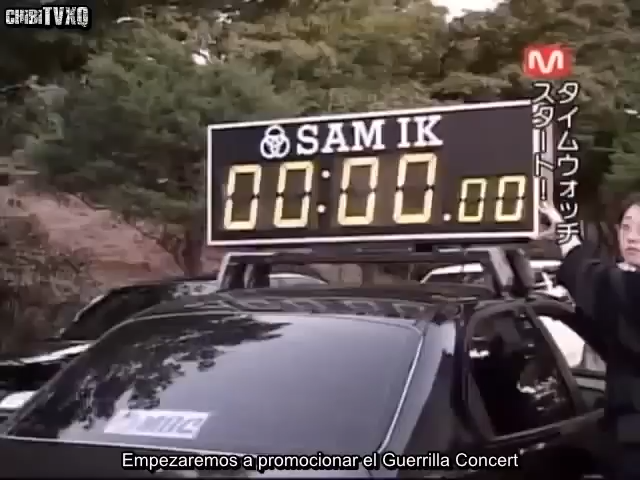 chibiTVXQ
M
タイムウォッチ
スタート!
SAM IK
00:00.00
Empezaremos a promocionar el Guerrilla Concert